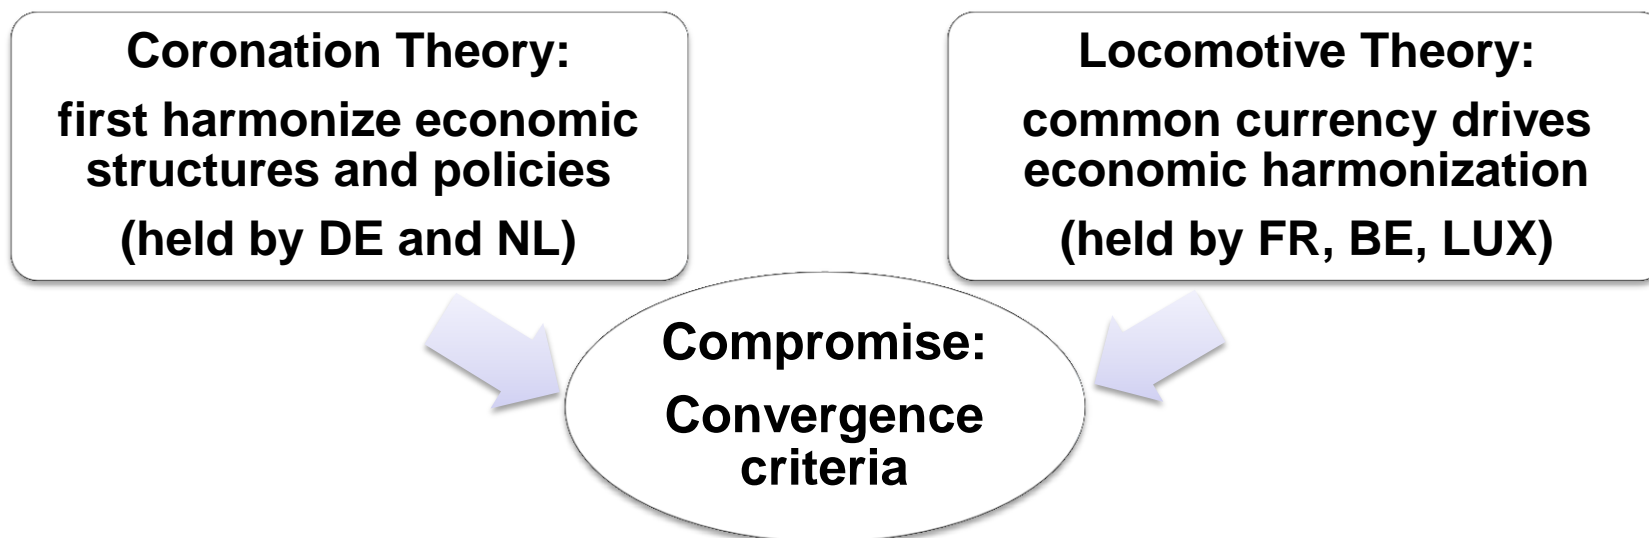 Coronation Theory:
first harmonize economic
structures and policies
(held by DE and NL)
Locomotive Theory:
common currency drives
economic harmonization
(held by FR, BE, LUX)
Compromise:
Convergence
criteria